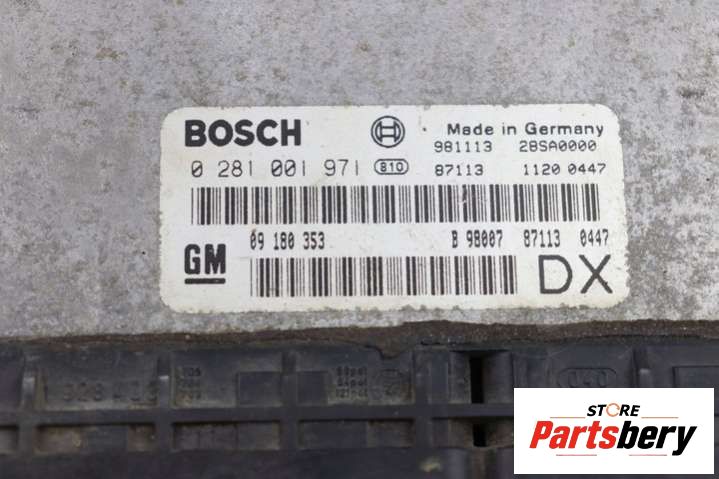 BOSCH Made in Germany
981113 28SA0000
0 281 001 971 B10 87113 1120 0447
GM 09 180 353 B 98007 87113 0447
DX
STORE
Partsbery